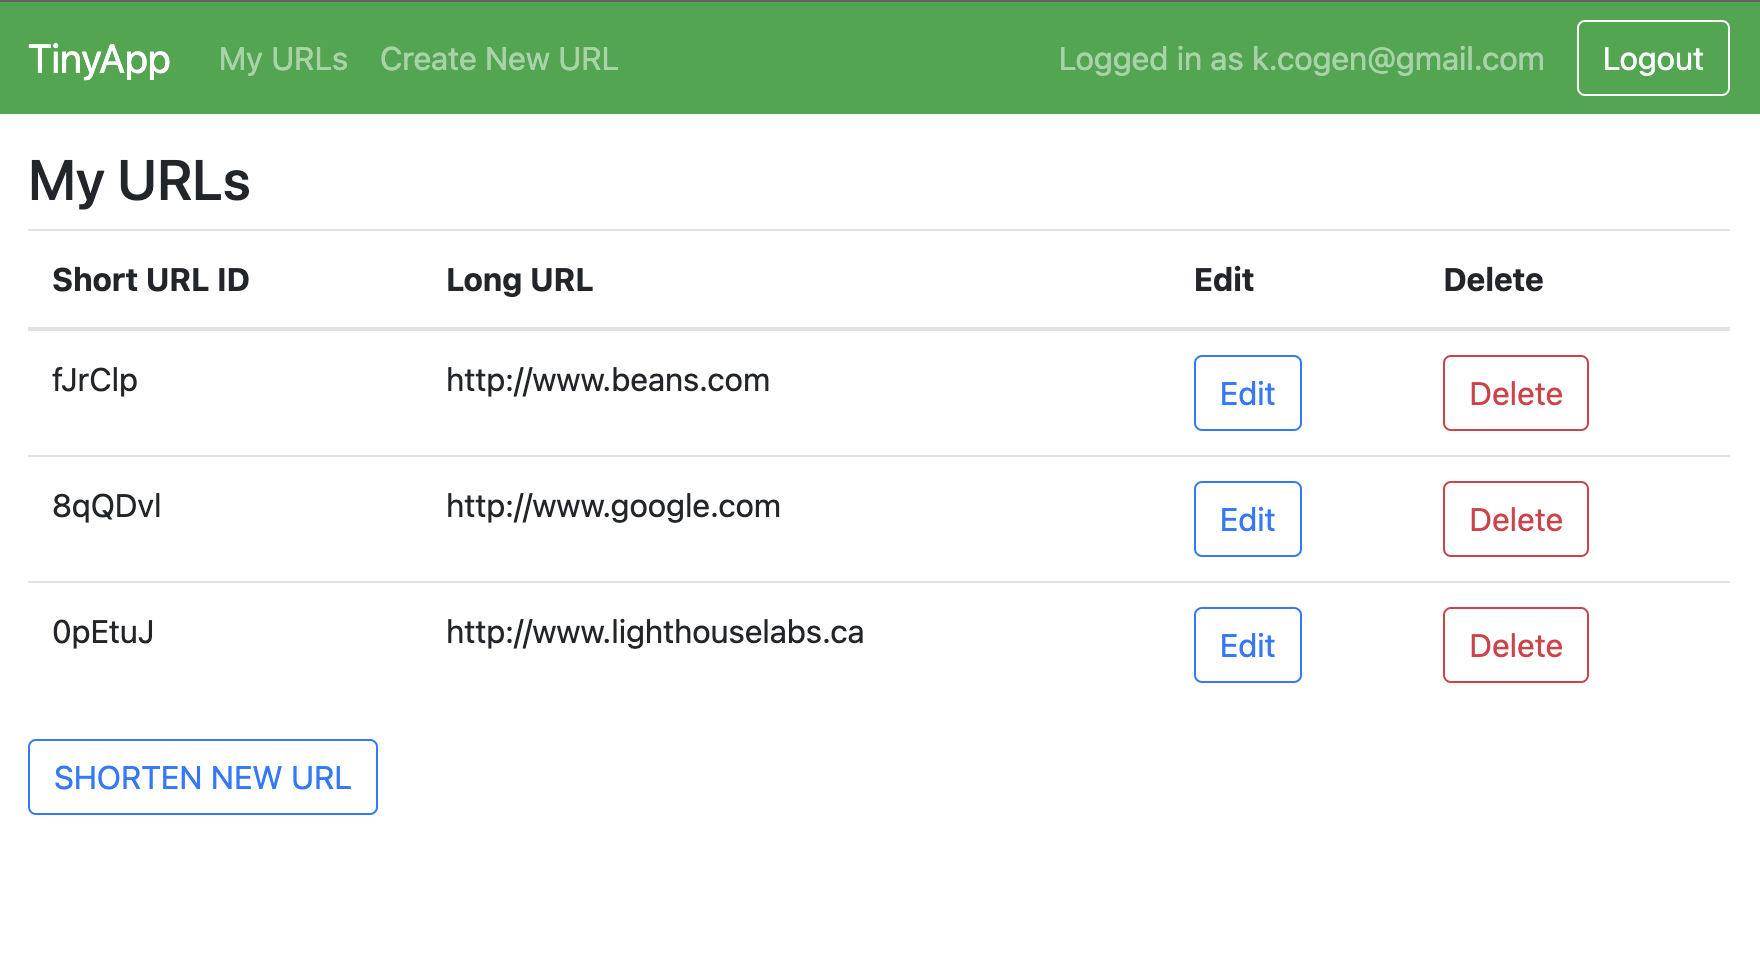 TinyApp My URLs Create New URL Logged in as k.cogen@gmail.com Logout
My URLs
Short URL ID Long URL Edit Delete
fJrClp http://www.beans.com Edit Delete
8qQDvl http://www.google.com Edit Delete
0pEtuJ http://www.lighthouselabs.ca Edit Delete
SHORTEN NEW URL